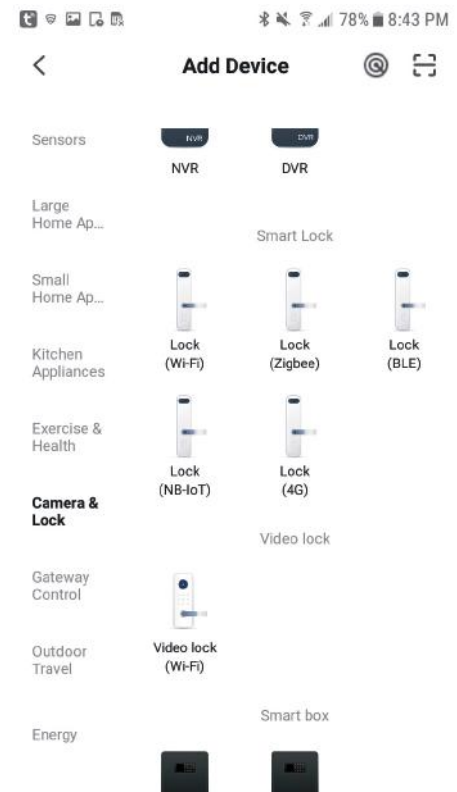 78% 8:43 PM
Add Device
Sensors
Large
Home Ap...
Small
Home Ap...
Kitchen
Appliances
Exercise &
Health
Camera &
Lock
Gateway
Control
Outdoor
Travel
Energy
NVR
DVR
NVR
DVR
Smart Lock
Lock
(Wi-Fi)
Lock
(Zigbee)
Lock
(BLE)
Lock
(NB-IoT)
Lock
(4G)
Video lock
Video lock
(Wi-Fi)
Smart box